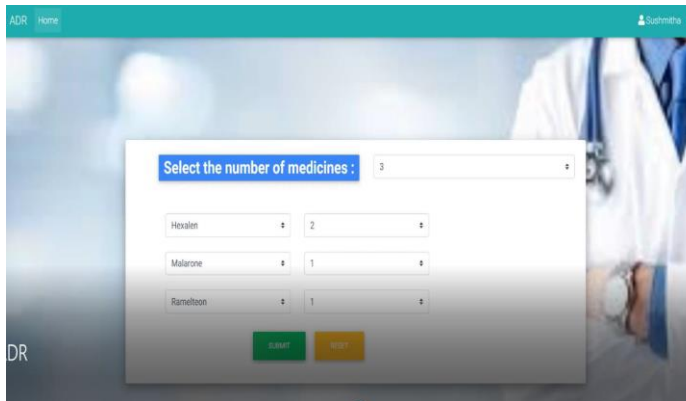 ADR Home Sushmitha
Select the number of medicines : 3
Hexalen 2
Malarone 1
Ramelteon 1
SUBMIT RESET
DR